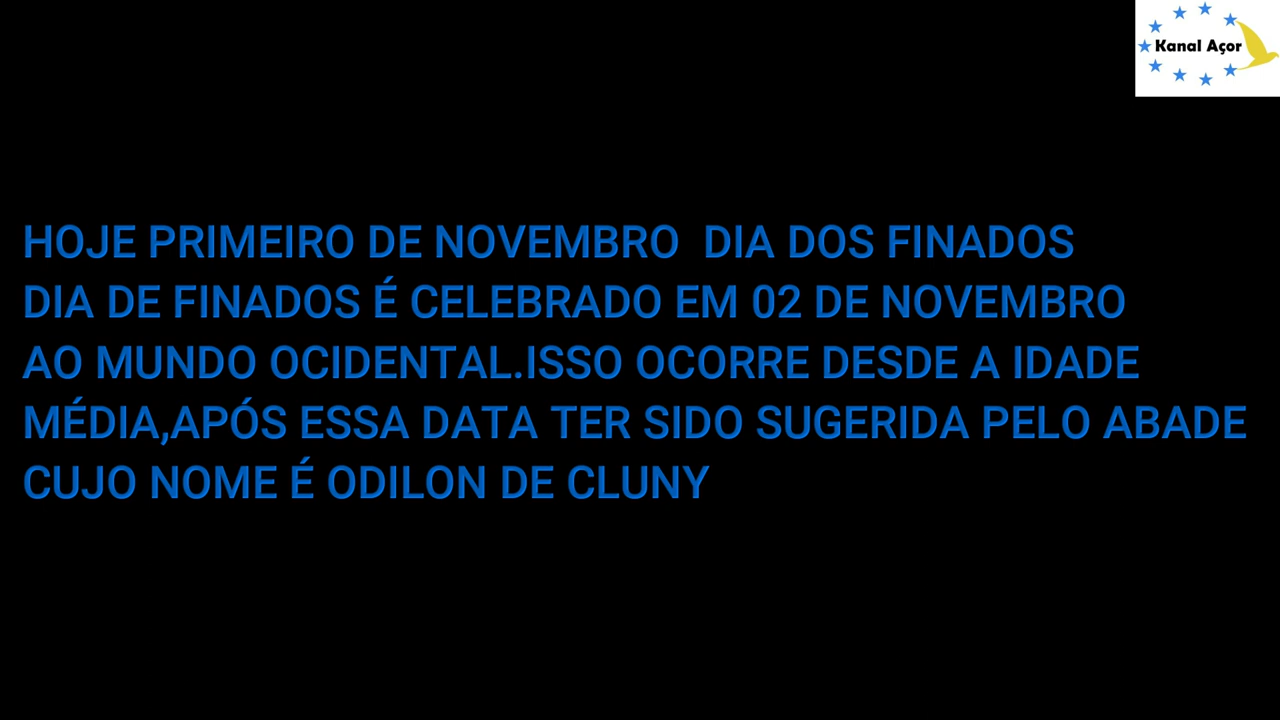 Kanal Açor
HOJE PRIMEIRO DE NOVEMBRO  DIA DOS FINADOS
DIA DE FINADOS É CELEBRADO EM 02 DE NOVEMBRO
AO MUNDO OCIDENTAL.ISSO OCORRE DESDE A IDADE
MÉDIA,APÓS ESSA DATA TER SIDO SUGERIDA PELO ABADE
CUJO NOME É ODILON DE CLUNY